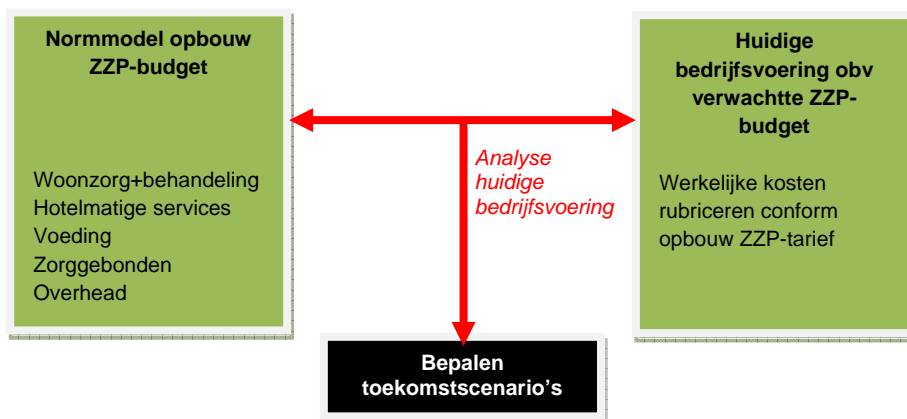 Normmodel opbouw
ZZP-budget
Woonzorg+behandeling
Hotelmatige services
Voeding
Zorggebonden
Overhead
Analyse
huidige
bedrijfsvoering
Huidige
bedrijfsvoering obv
verwachtte ZZP-
budget
Werkelijke kosten
rubriceren conform
opbouw ZZP-tarief
Bepalen
toekomstscenario's